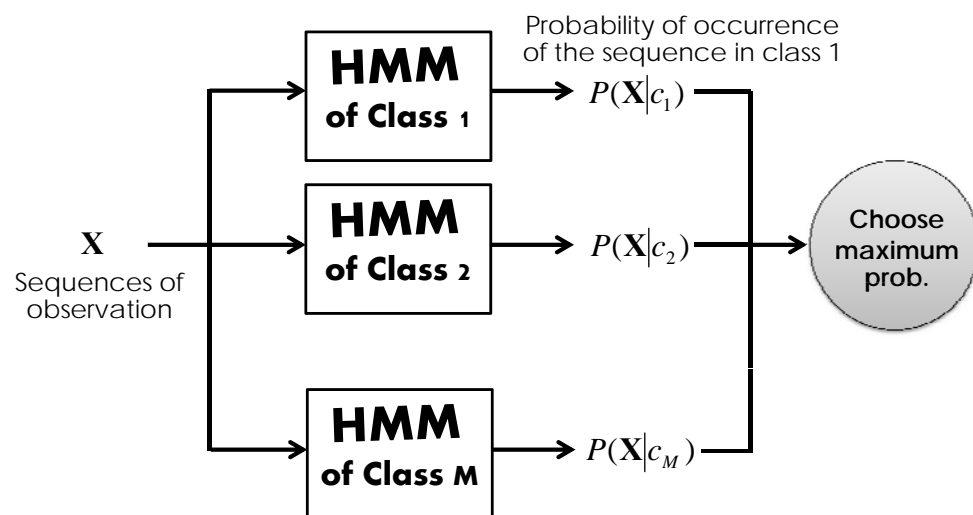 Probability of occurrence
of the sequence in class 1
HMM
of Class 1
P(X|c₁)
HMM
of Class 2
P(X|c₂)
X
Sequences of
observation
Choose
maximum
prob.
HMM
of Class M
P(X|c_M)